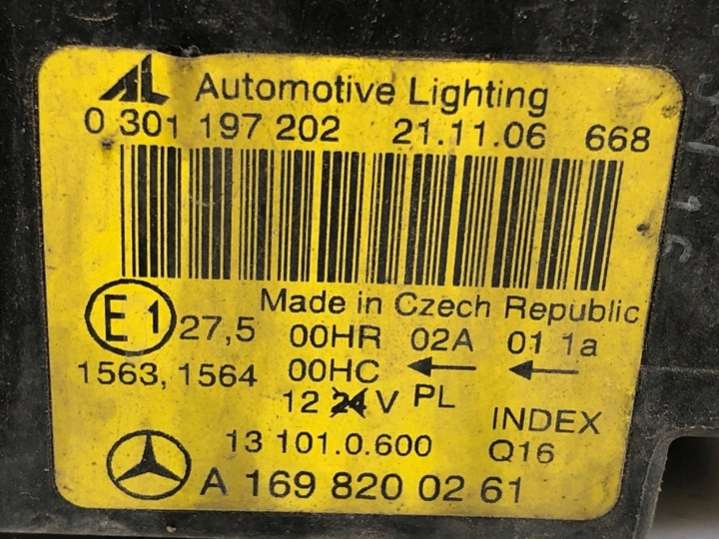 AL Automotive Lighting
0 301 197 202 21.11.06 668
Made in Czech Republic
E1 27,5 00HR 02A 01 1a
1563, 1564 00HC ← ←
12 24 V PL
INDEX
13 101.0.600 Q16
A 169 820 02 61